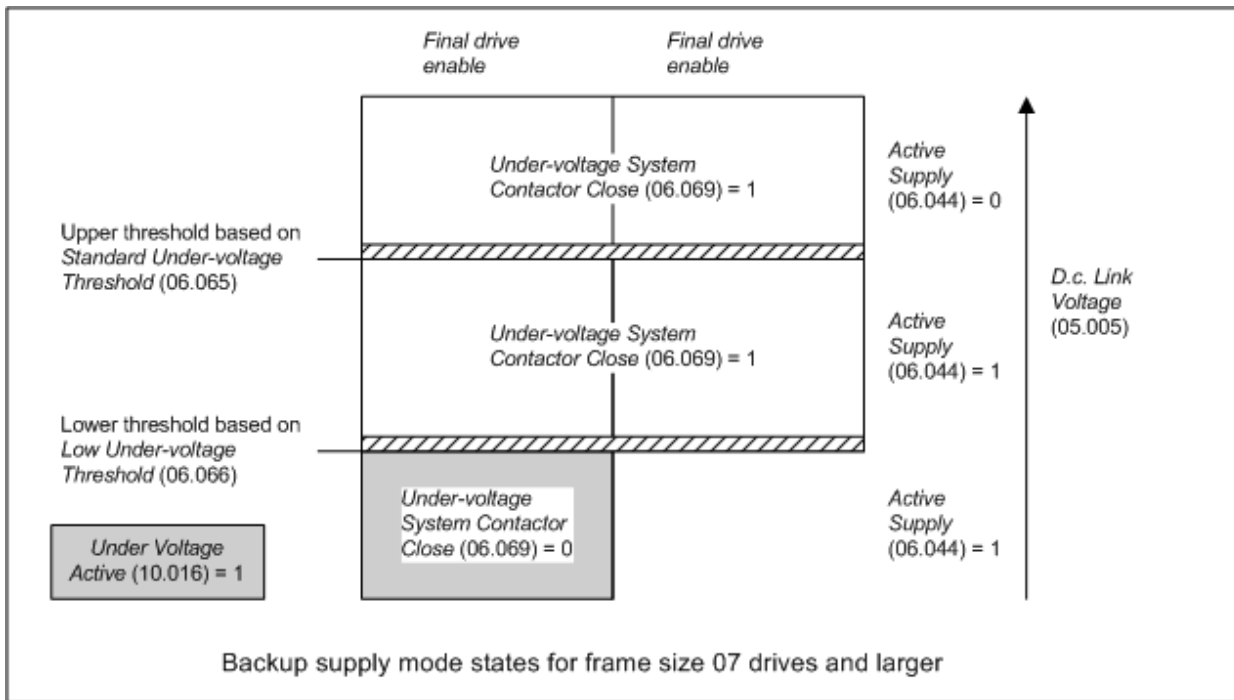 Final drive
enable
Final drive
enable
Under-voltage System
Contactor Close (06.069) = 1
Active
Supply
(06.044) = 0
Upper threshold based on
Standard Under-voltage
Threshold (06.065)
D.c. Link
Voltage
(05.005)
Under-voltage System
Contactor Close (06.069) = 1
Active
Supply
(06.044) = 1
Lower threshold based on
Low Under-voltage
Threshold (06.066)
Under-voltage
System Contactor
Close (06.069) = 0
Active
Supply
(06.044) = 1
Under Voltage
Active (10.016) = 1
Backup supply mode states for frame size 07 drives and larger